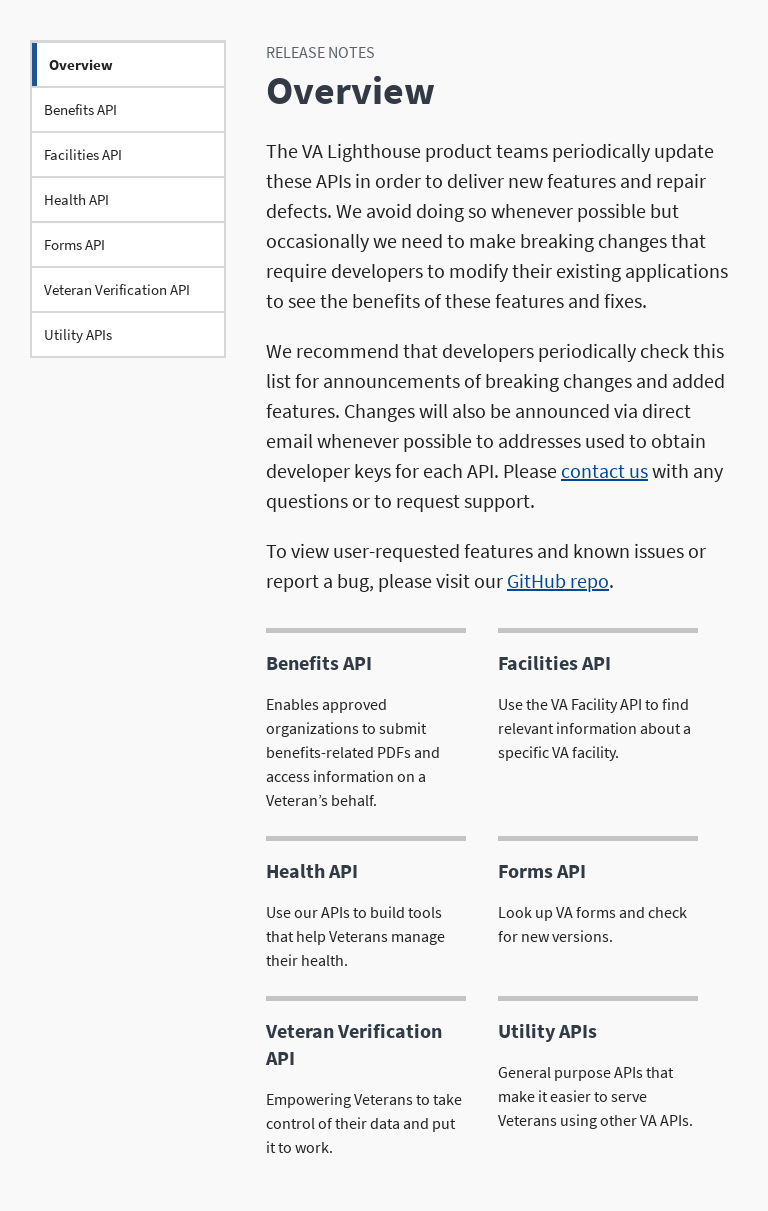 Overview
Benefits API
Facilities API
Health API
Forms API
Veteran Verification API
Utility APIs
RELEASE NOTES
Overview
The VA Lighthouse product teams periodically update
these APIs in order to deliver new features and repair
defects. We avoid doing so whenever possible but
occasionally we need to make breaking changes that
require developers to modify their existing applications
to see the benefits of these features and fixes.
We recommend that developers periodically check this
list for announcements of breaking changes and added
features. Changes will also be announced via direct
email whenever possible to addresses used to obtain
developer keys for each API. Please contact us with any
questions or to request support.
To view user-requested features and known issues or
report a bug, please visit our GitHub repo.
Benefits API
Enables approved
organizations to submit
benefits-related PDFs and
access information on a
Veteran’s behalf.
Facilities API
Use the VA Facility API to find
relevant information about a
specific VA facility.
Health API
Use our APIs to build tools
that help Veterans manage
their health.
Forms API
Look up VA forms and check
for new versions.
Veteran Verification
API
Empowering Veterans to take
control of their data and put
it to work.
Utility APIs
General purpose APIs that
make it easier to serve
Veterans using other VA APIs.